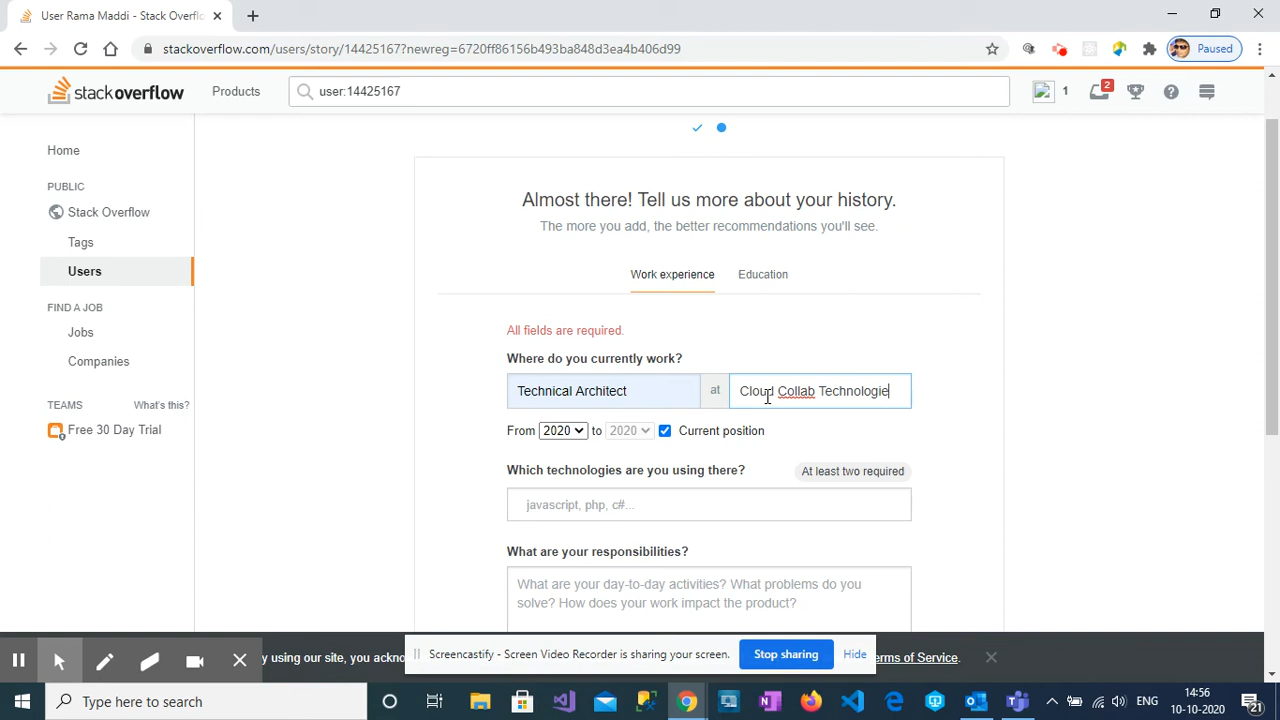 User Rama Maddi - Stack Overflo
stackoverflow.com/users/story/14425167?newreg=6720ff86156b493ba848d3ea4b406d99
Paused
stackoverflow
Products
user:14425167
1
2
Home
PUBLIC
Stack Overflow
Tags
Users
FIND A JOB
Jobs
Companies
TEAMS
What's this?
Free 30 Day Trial
Almost there! Tell us more about your history.
The more you add, the better recommendations you'll see.
Work experience
Education
All fields are required.
Where do you currently work?
Technical Architect
at
Cloud Collab Technologie
From 2020 to 2020 Current position
Which technologies are you using there?
At least two required
javascript, php, c#...
What are your responsibilities?
What are your day-to-day activities? What problems do you
solve? How does your work impact the product?
y using our site, you ackno
Screencastify - Screen Video Recorder is sharing your screen.
Stop sharing
Hide
erms of Service.
Type here to search
ENG
14:56
10-10-2020
21